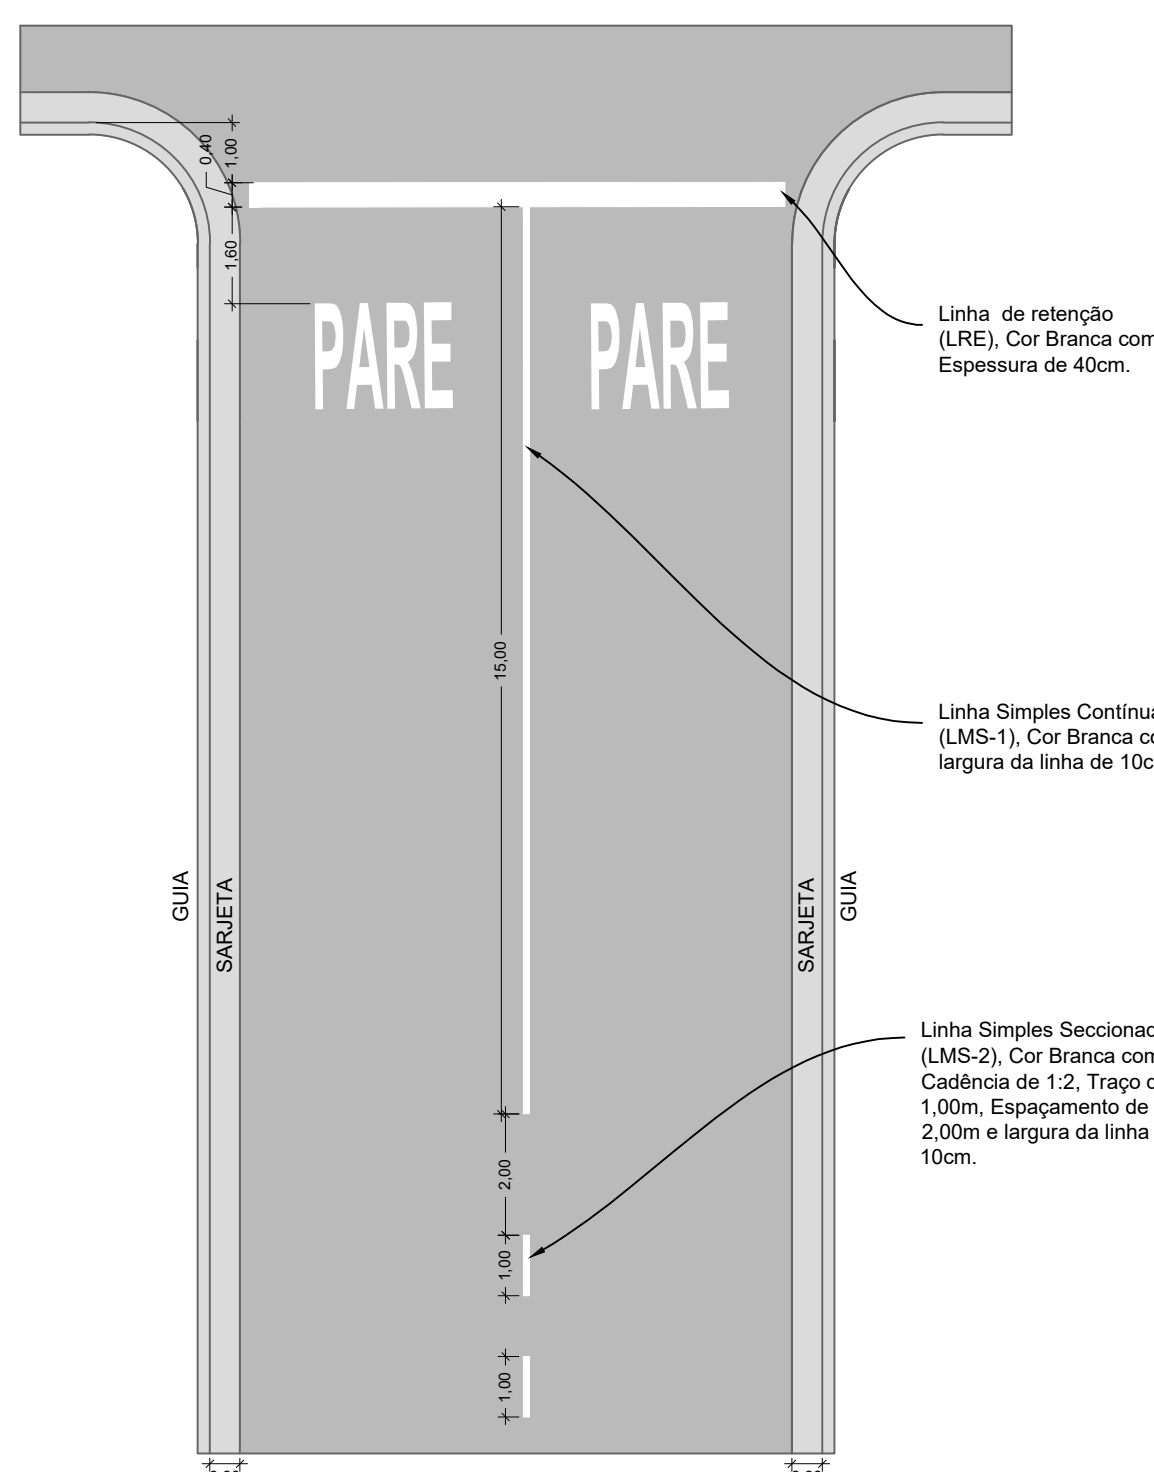 0,40
1,00
1,60
PARE PARE
Linha de retenção
(LRE), Cor Branca com
Espessura de 40cm.
15,00
Linha Simples Contínua
(LMS-1), Cor Branca
largura da linha de
GUIA
SARJETA
SARJETA
GUIA
Linha Simples
(LMS-2), Cor Branca com
Cadência de 1:2, Traço
1,00m, Espaçamento de
2,00m e largura da linha
10cm.
2,00
1,00
1,00